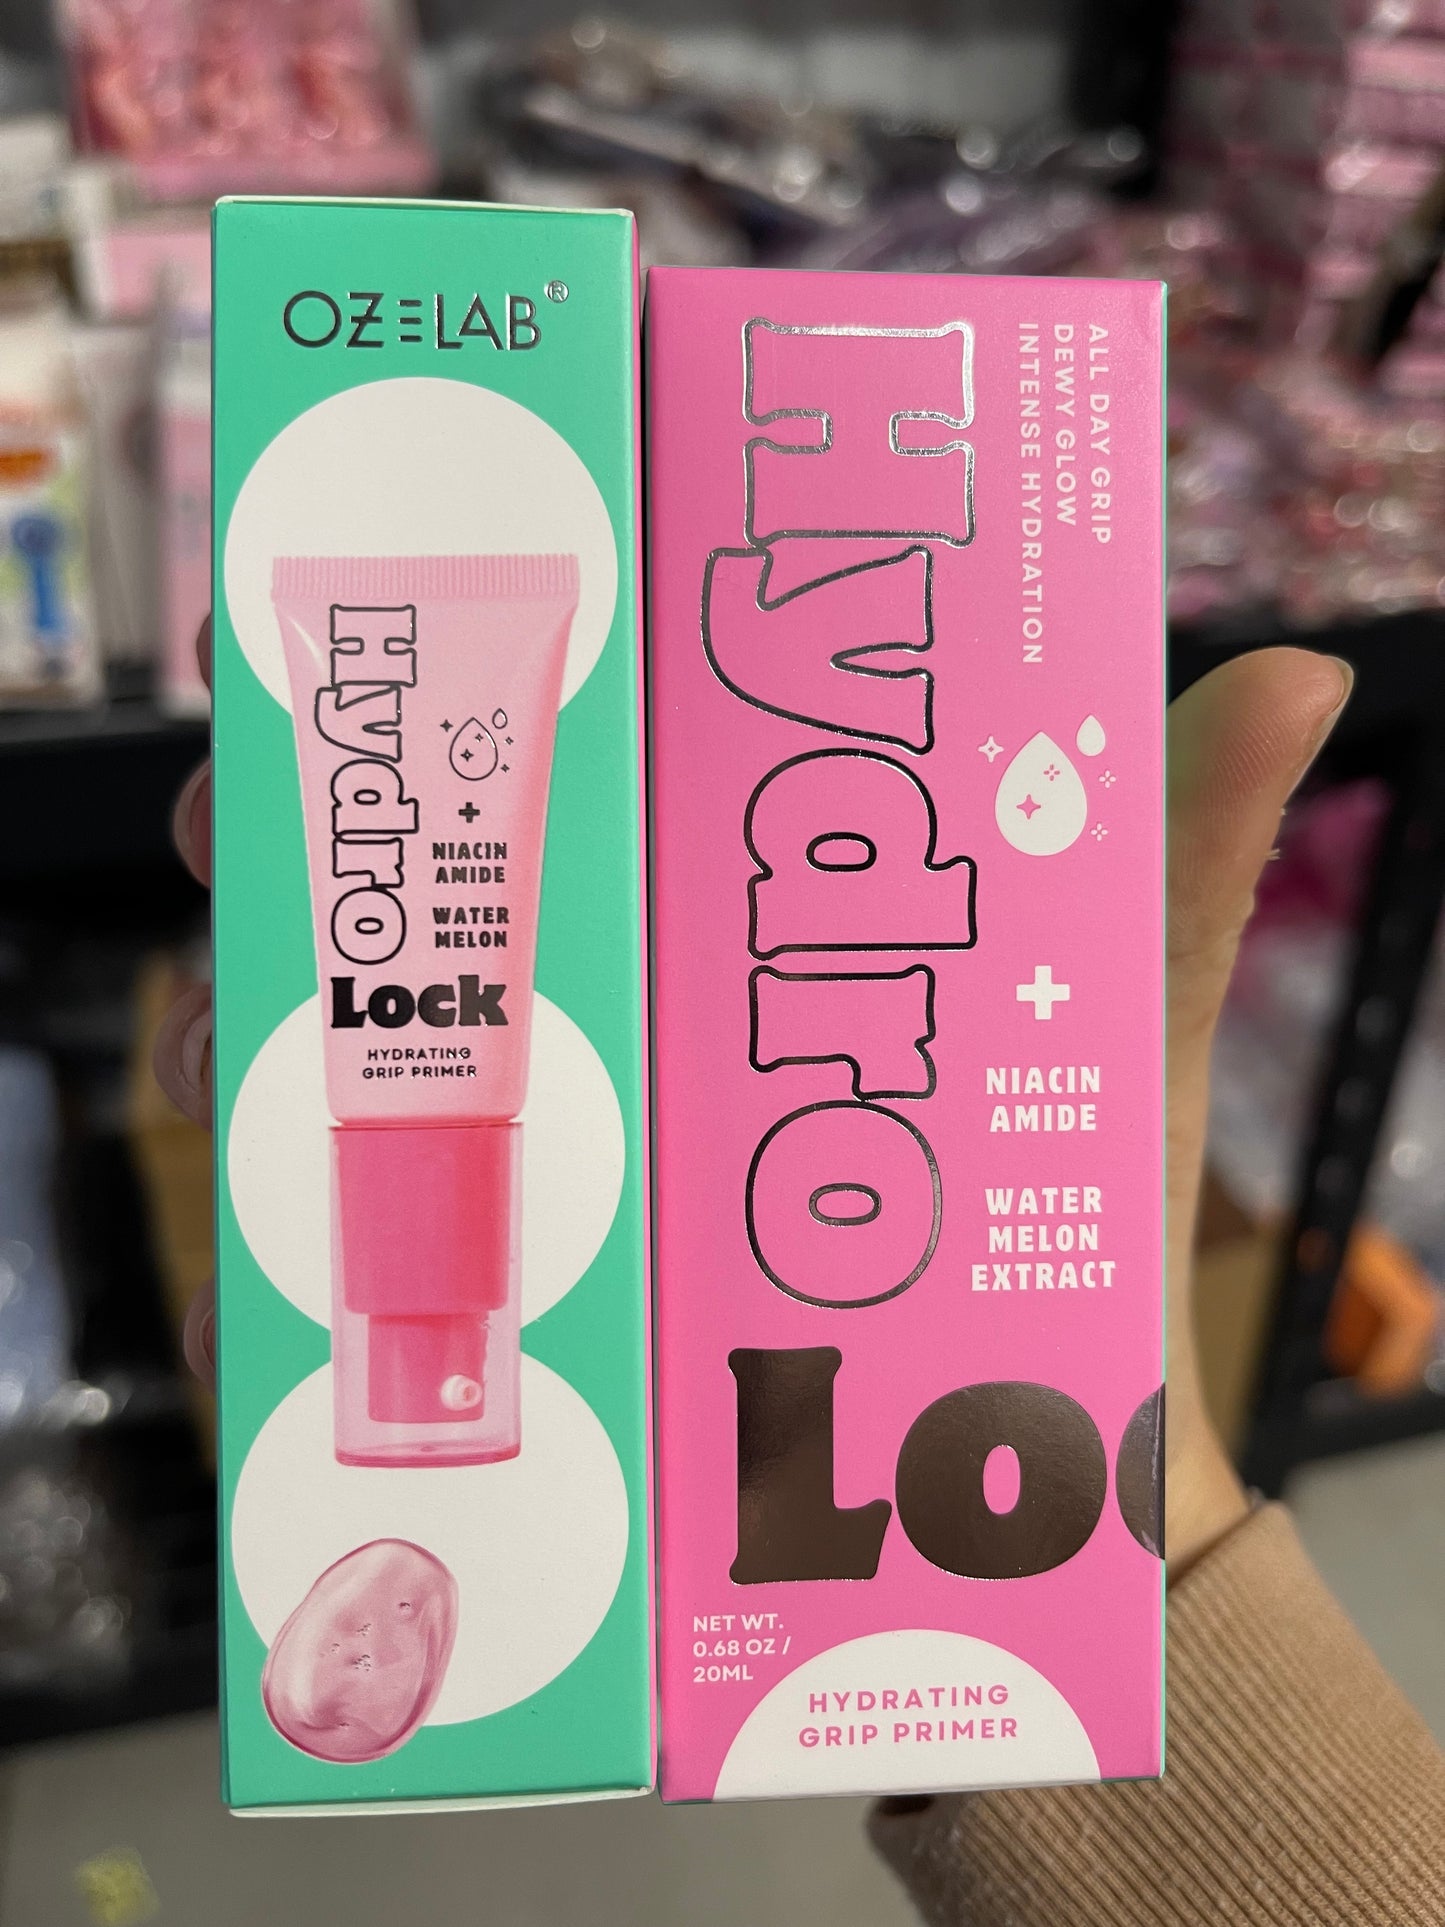 OZELAB®
Hydro
+
NIACIN
AMIDE
WATER
MELON
Lock
HYDRATING
GRIP PRIMER
ALL DAY GRIP
DEWY GLOW
INTENSE HYDRATION
Hydro
+
NIACIN
AMIDE
WATER
MELON
EXTRACT
Loc
NET WT.
0.68 OZ /
20ML
HYDRATING
GRIP PRIMER